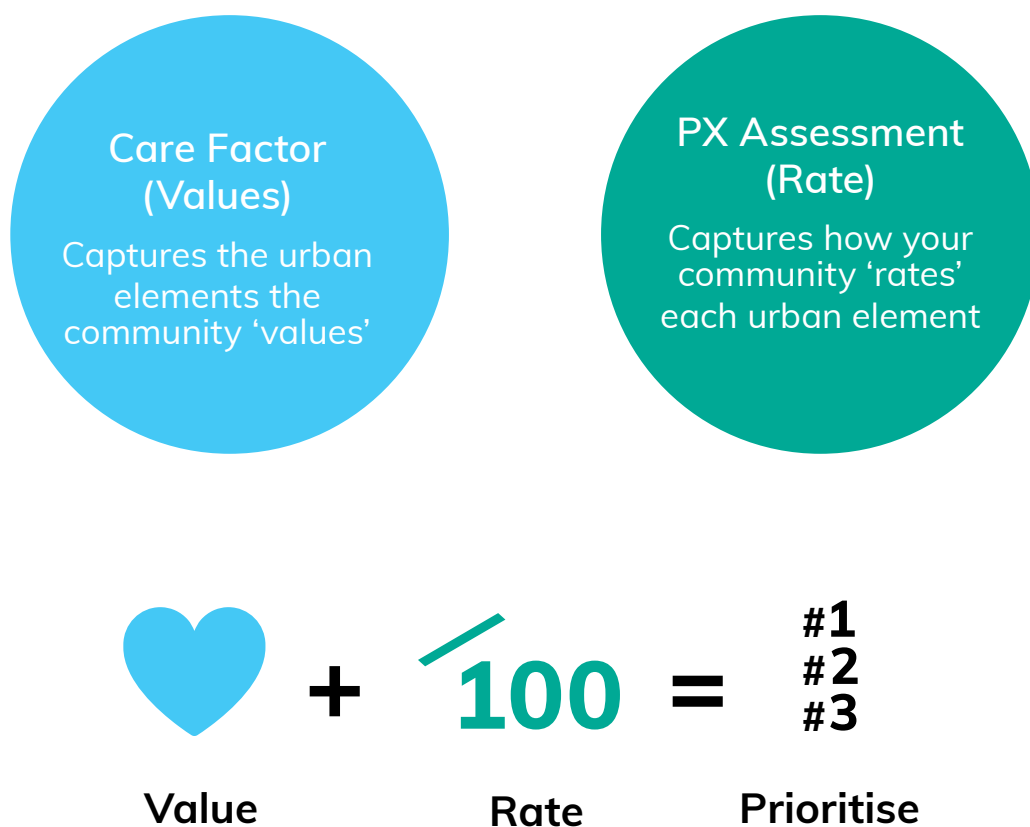 Care Factor
(Values)
Captures the urban
elements the
community ‘values’
PX Assessment
(Rate)
Captures how your
community ‘rates’
each urban element
+
/100
=
#1
#2
#3
Value
Rate
Prioritise